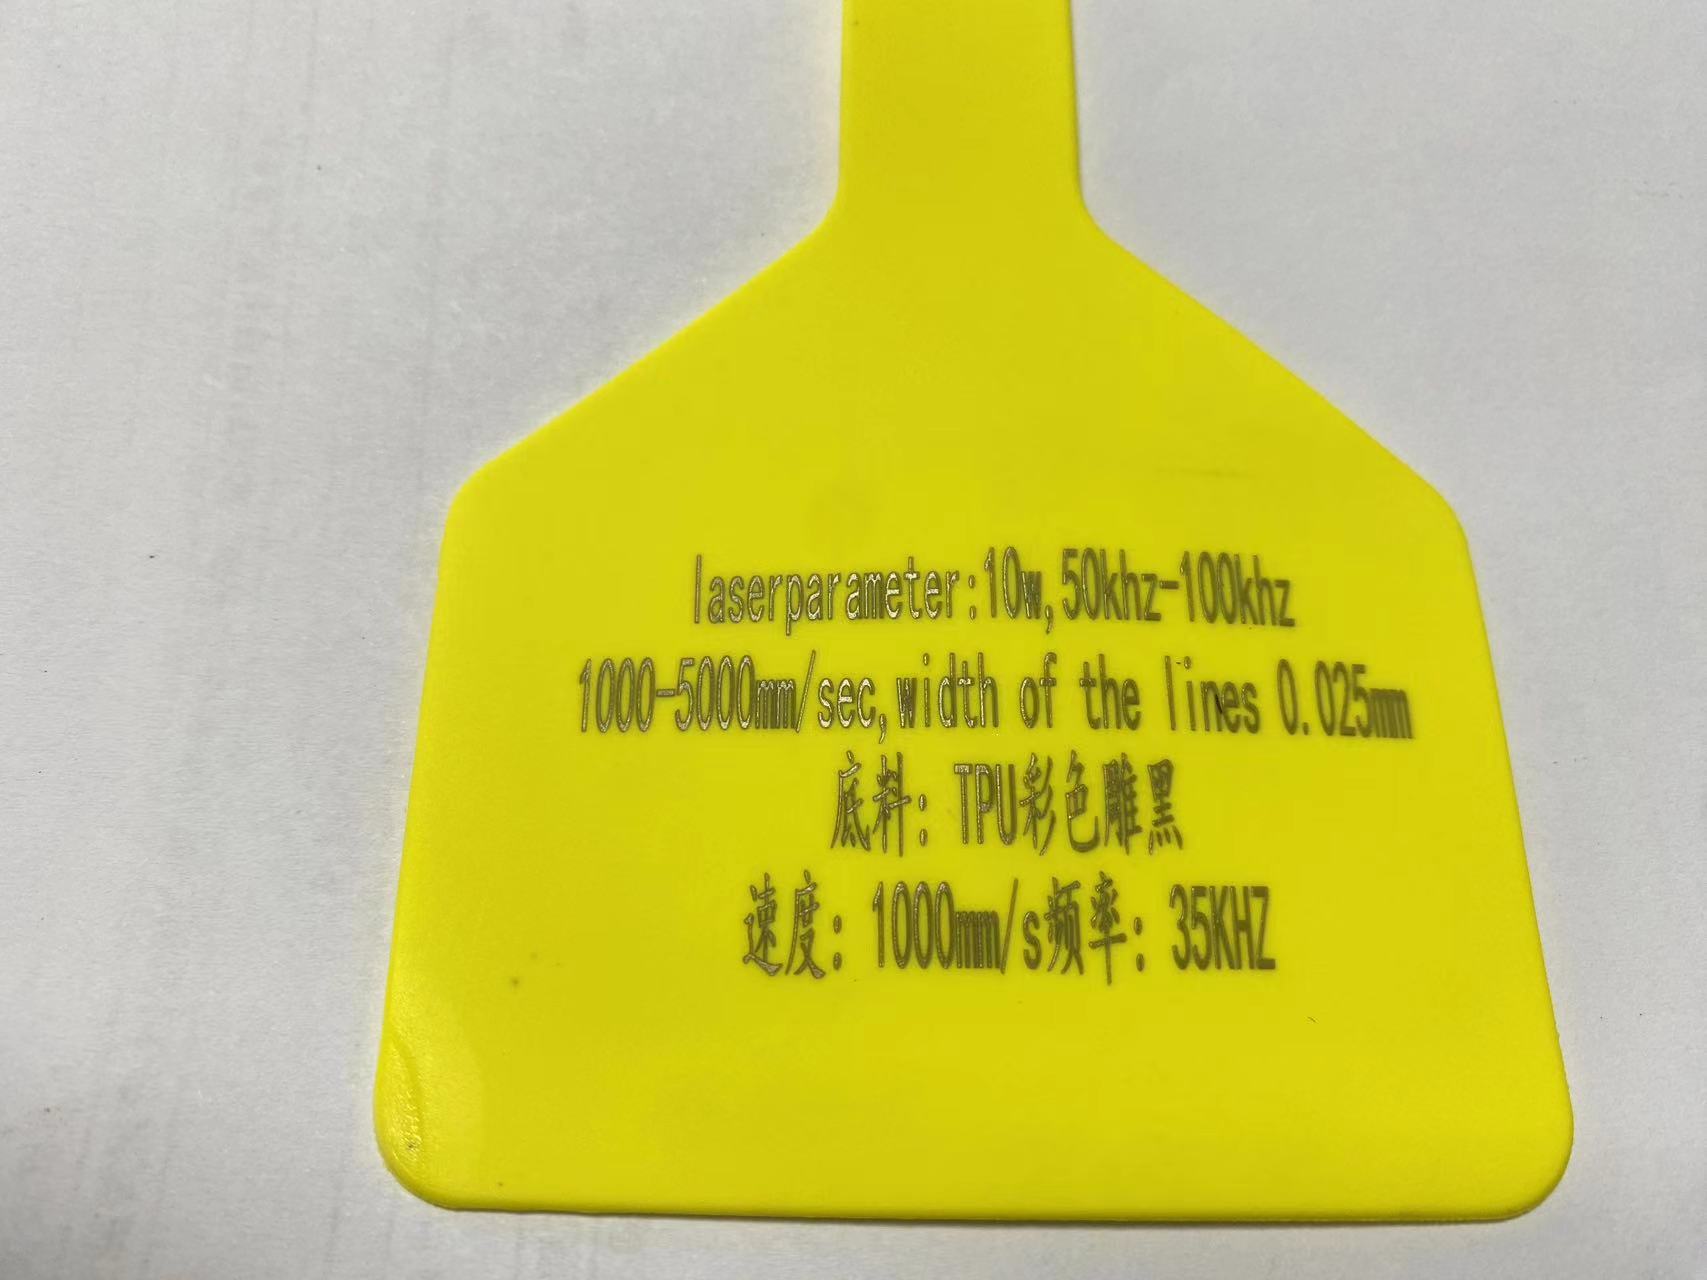 laserparameter:10w,50khz-100khz
1000-5000mm/sec,width of the lines 0.025mm
底料：TPU彩色雕黑
速度：1000mm/s频率：35KHZ